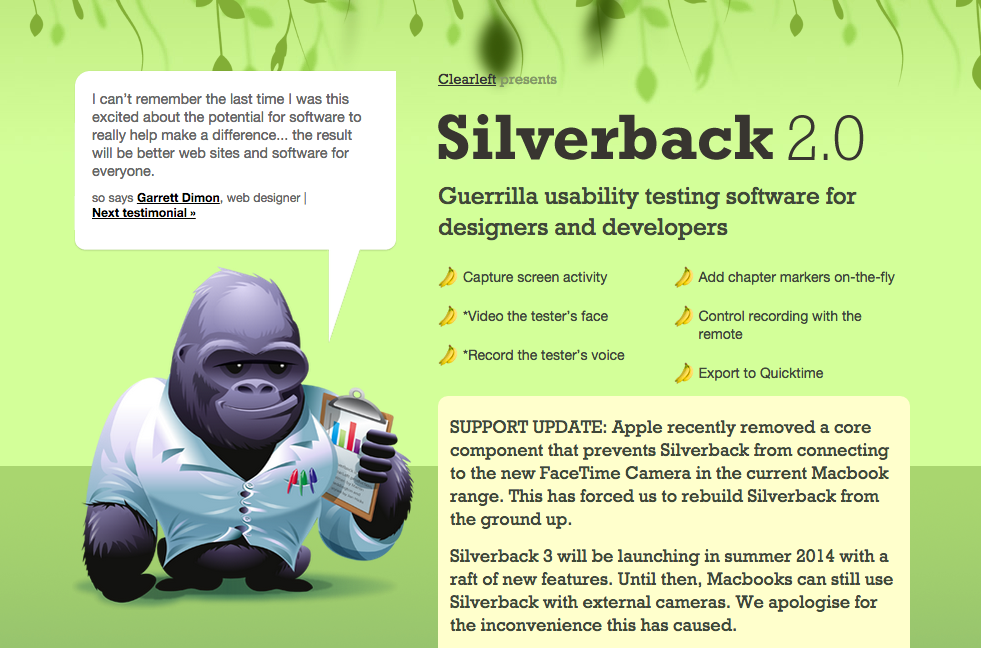 I can't remember the last time I was this
excited about the potential for software to
really help make a difference... the result
will be better web sites and software for
everyone.
so says Garrett Dimon, web designer |
Next testimonial »
Clearleft presents
Silverback 2.0
Guerrilla usability testing software for
designers and developers
Capture screen activity
*Video the tester's face
*Record the tester's voice
Add chapter markers on-the-fly
Control recording with the
remote
Export to Quicktime
SUPPORT UPDATE: Apple recently removed a core
component that prevents Silverback from connecting
to the new FaceTime Camera in the current Macbook
range. This has forced us to rebuild Silverback from
the ground up.
Silverback 3 will be launching in summer 2014 with a
raft of new features. Until then, Macbooks can still use
Silverback with external cameras. We apologise for
the inconvenience this has caused.